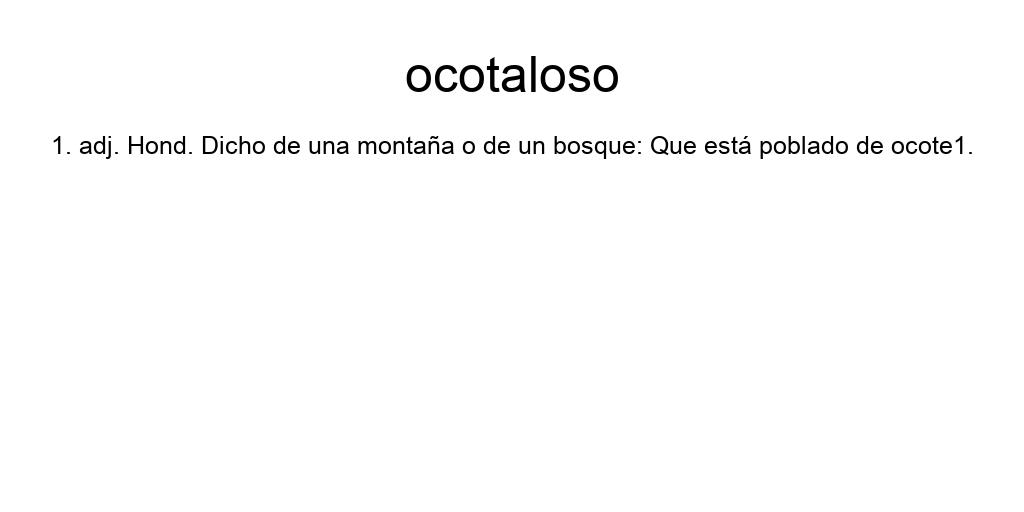 ocotaloso
1. adj. Hond. Dicho de una montaña o de un bosque: Que está poblado de ocote1.